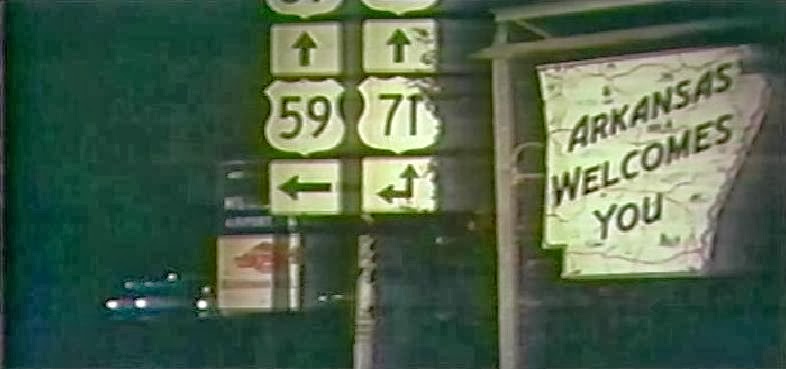 59 71
ARKANSAS
WELCOMES
YOU